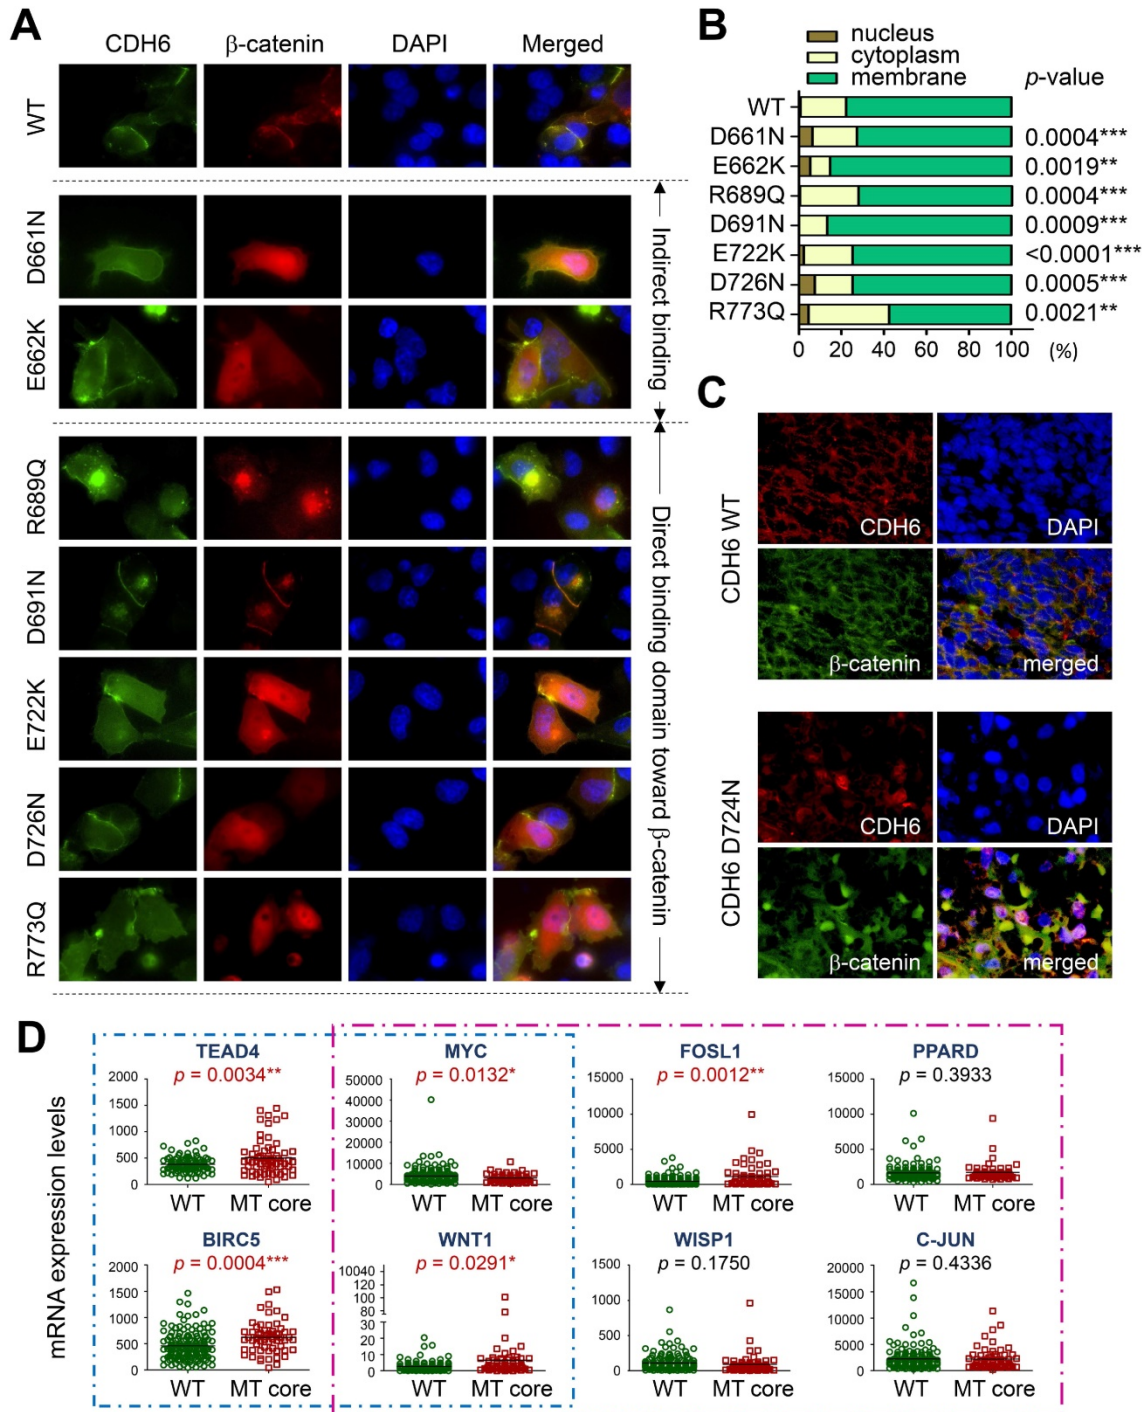 A
CDH6 β-catenin DAPI Merged
WT
D661N
E662K
R689Q
D691N
E722K
D726N
R773Q
Indirect binding
Direct binding domain toward β-catenin
B
nucleus
cytoplasm
membrane
p-value
WT
D661N 0.0004***
E662K 0.0019**
R689Q 0.0004***
D691N 0.0009***
E722K <0.0001***
D726N 0.0005***
R773Q 0.0021**
0 20 40 60 80 100 (%)
C
CDH6 WT
CDH6 DAPI
β-catenin merged
CDH6 D724N
CDH6 DAPI
β-catenin merged
D
mRNA expression levels
TEAD4
p = 0.0034**
2000
1500
1000
500
0
WT MT core
MYC
p = 0.0132*
50000
40000
30000
20000
10000
0
WT MT core
FOSL1
p = 0.0012**
15000
10000
5000
0
WT MT core
PPARD
p = 0.3933
15000
10000
5000
0
WT MT core
BIRC5
p = 0.0004***
2000
1500
1000
500
0
WT MT core
WNT1
p = 0.0291*
10040
120
100
80
30
20
10
0
WT MT core
WISP1
p = 0.1750
1500
1000
500
0
WT MT core
C-JUN
p = 0.4336
20000
15000
10000
5000
0
WT MT core